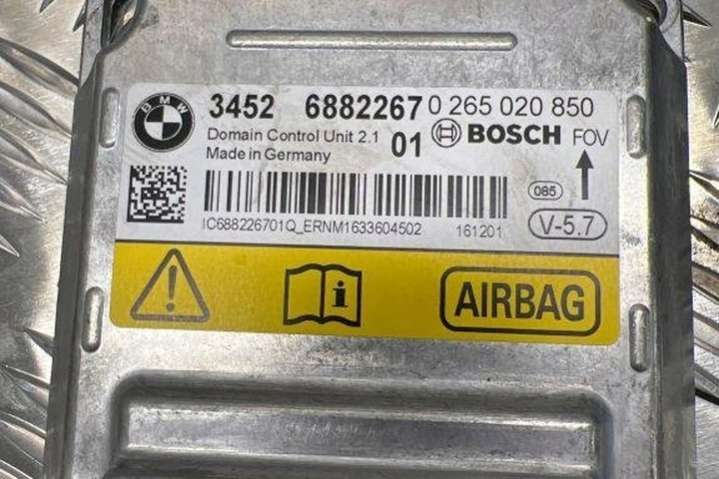 BMW
3452 6882267 0 265 020 850
Domain Control Unit 2.1 01 BOSCH FOV
Made in Germany
085
IC688226701Q_ERNM1633604502 161201 V-5.7
AIRBAG